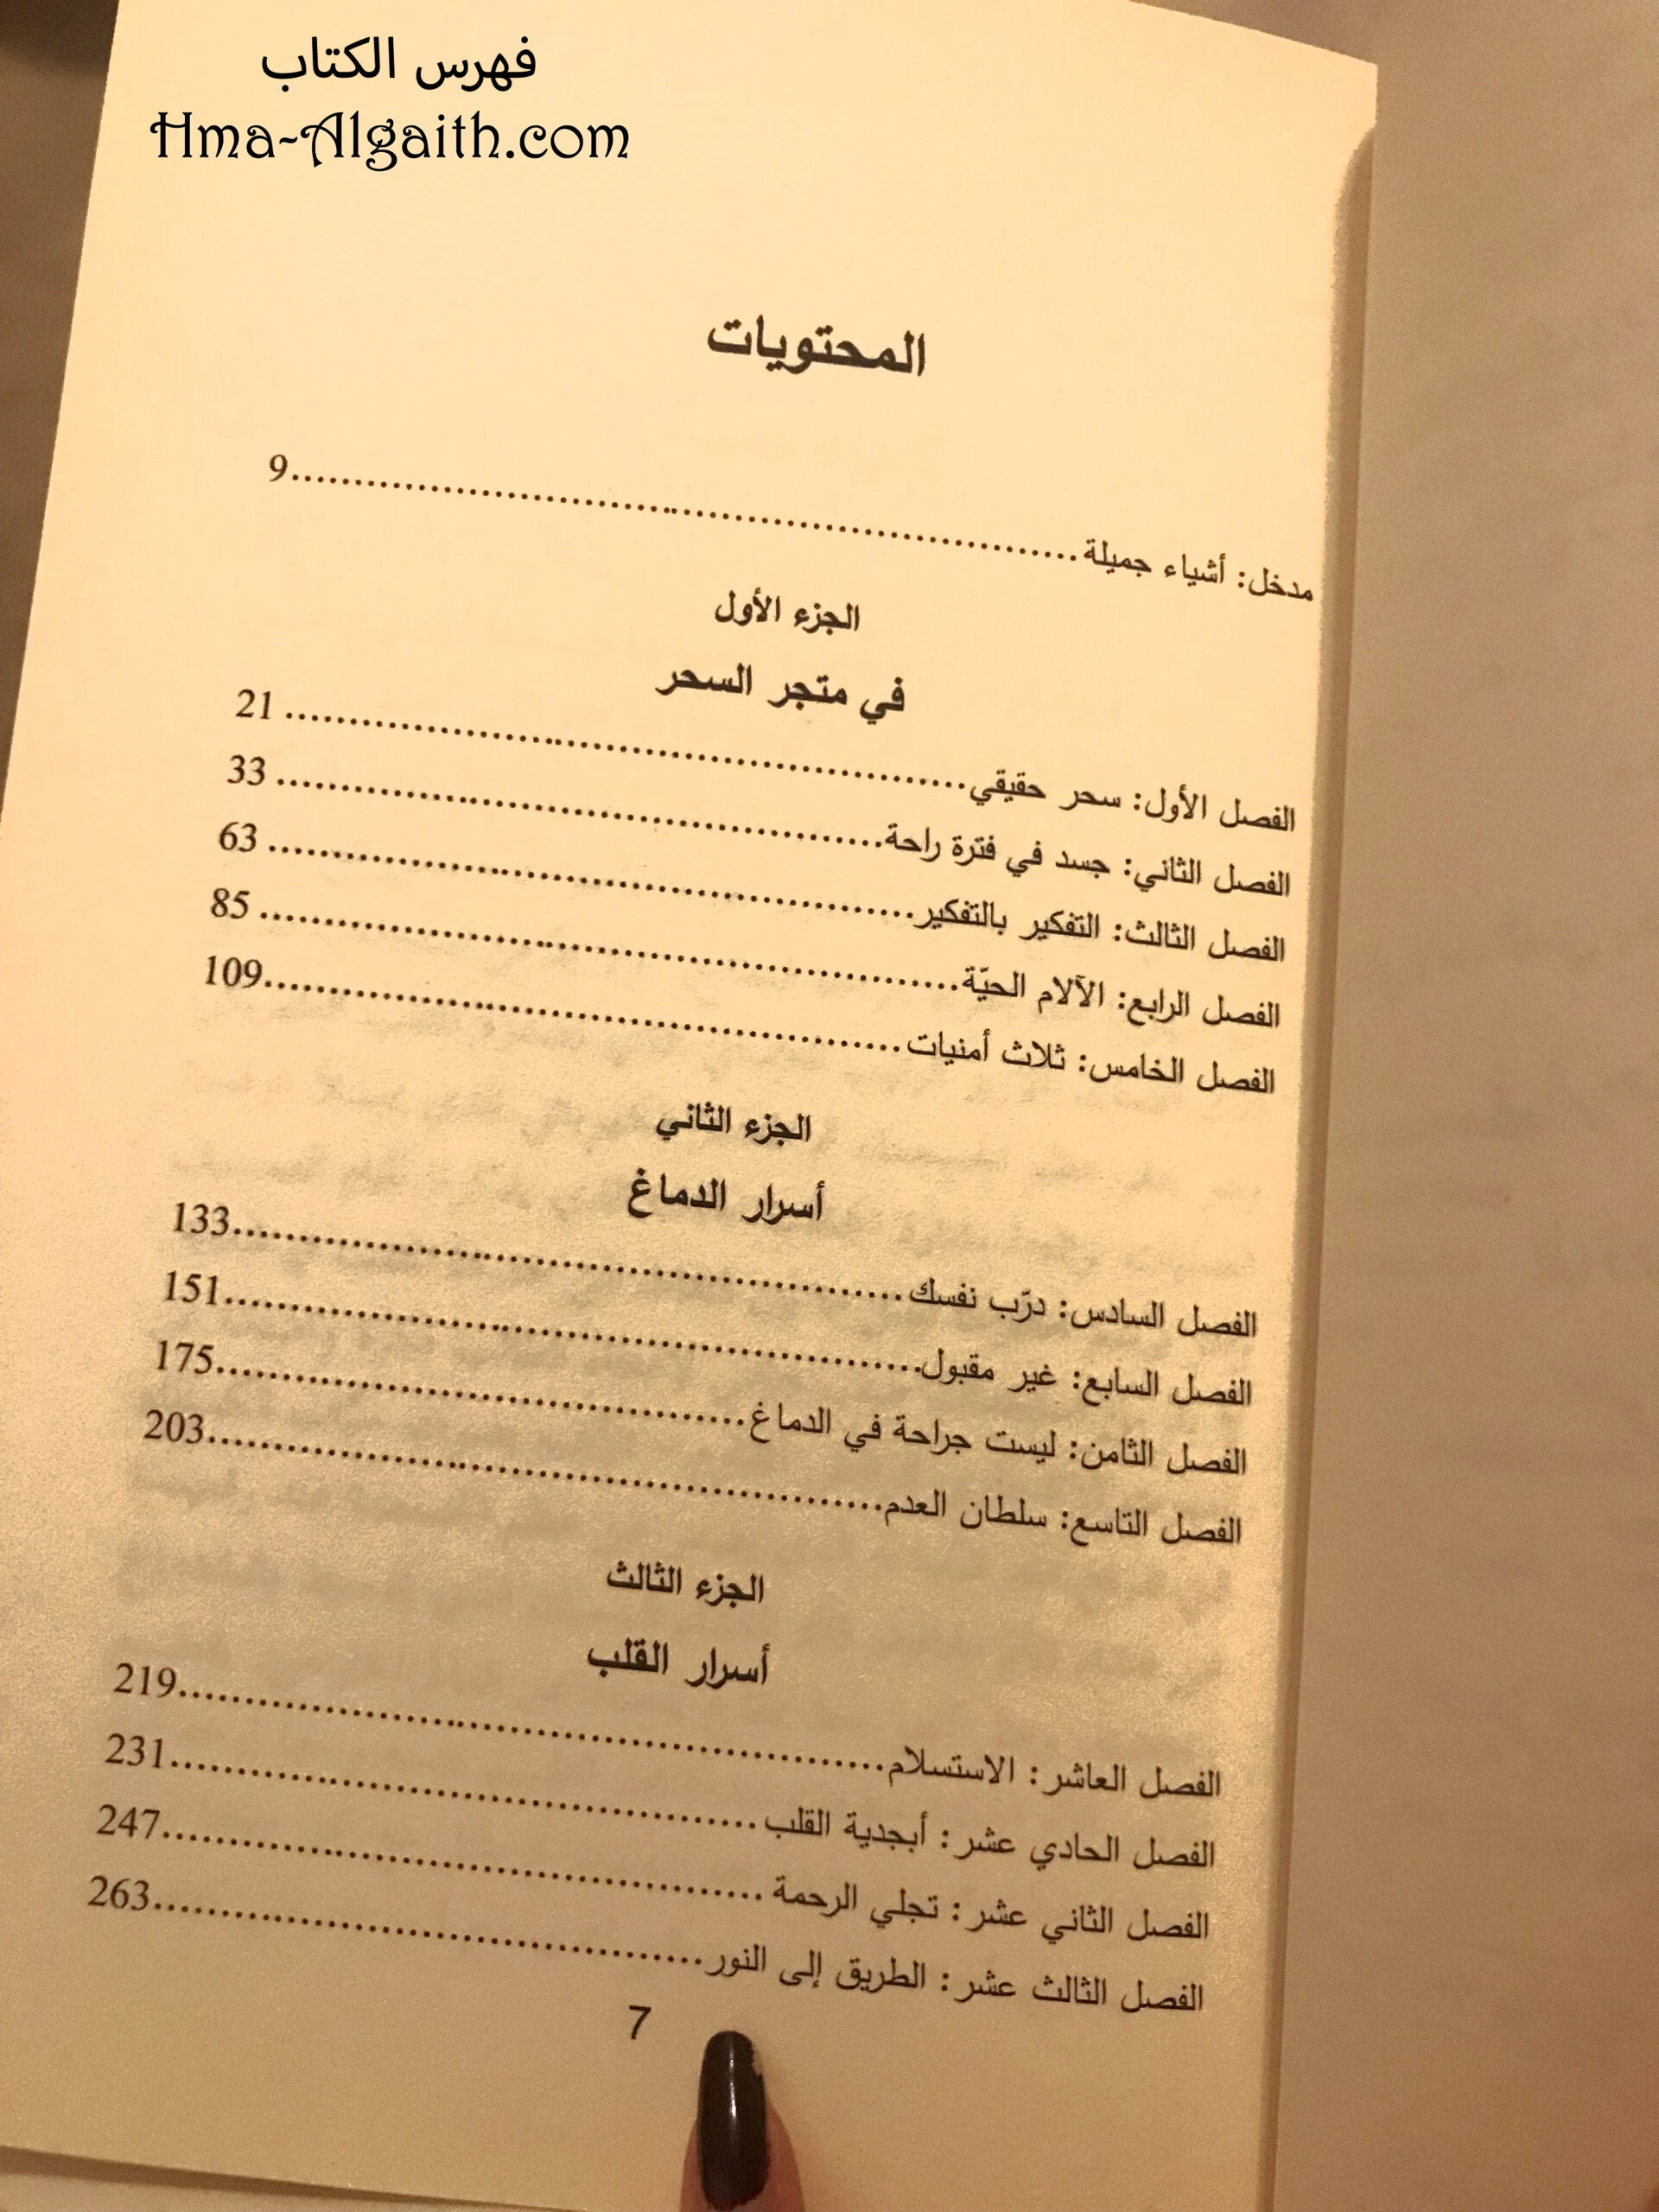 فهرس الكتاب
Hma-Algaith.com
المحتويات
مدخل: أشياء جميلة ........ 9
الجزء الأول
في متجر السحر
الفصل الأول: سحر حقيقي ........ 21
الفصل الثاني: جسد في فترة راحة ........ 33
الفصل الثالث: التفكير بالتفكير ........ 63
الفصل الرابع: الآلام الحيّة ........ 85
الفصل الخامس: ثلاث أمنيات ........ 109
الجزء الثاني
أسرار الدماغ
الفصل السادس: درّب نفسك ........ 133
الفصل السابع: غير مقبول ........ 151
الفصل الثامن: ليست جراحة في الدماغ ........ 175
الفصل التاسع: سلطان العدم ........ 203
الجزء الثالث
أسرار القلب
الفصل العاشر: الاستسلام ........ 219
الفصل الحادي عشر: أبجدية القلب ........ 231
الفصل الثاني عشر: تجلي الرحمة ........ 247
الفصل الثالث عشر: الطريق إلى النور ........ 263
7